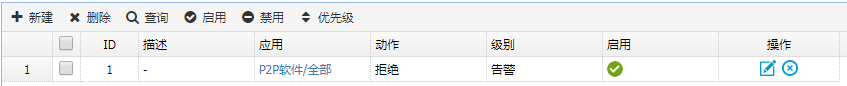 新建 删除 查询 启用 禁用 优先级
ID 描述 应用 动作 级别 启用 操作
1 1 - P2P软件/全部 拒绝 告警